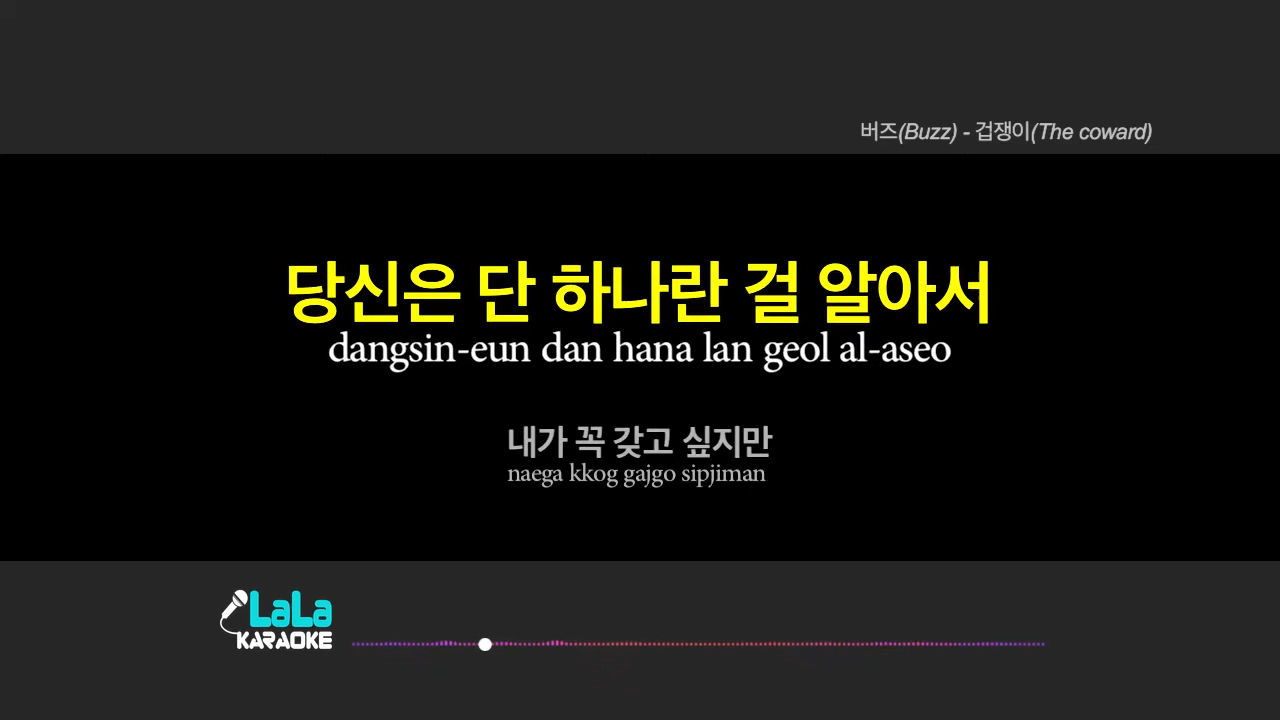 버즈(Buzz) - 겁쟁이(The coward)
당신은 단 하나란 걸 알아서
dangsin-eun dan hana lan geol al-aseo
내가 꼭 갖고 싶지만
naega kkog gajgo sipjiman
LaLa
KARAOKE